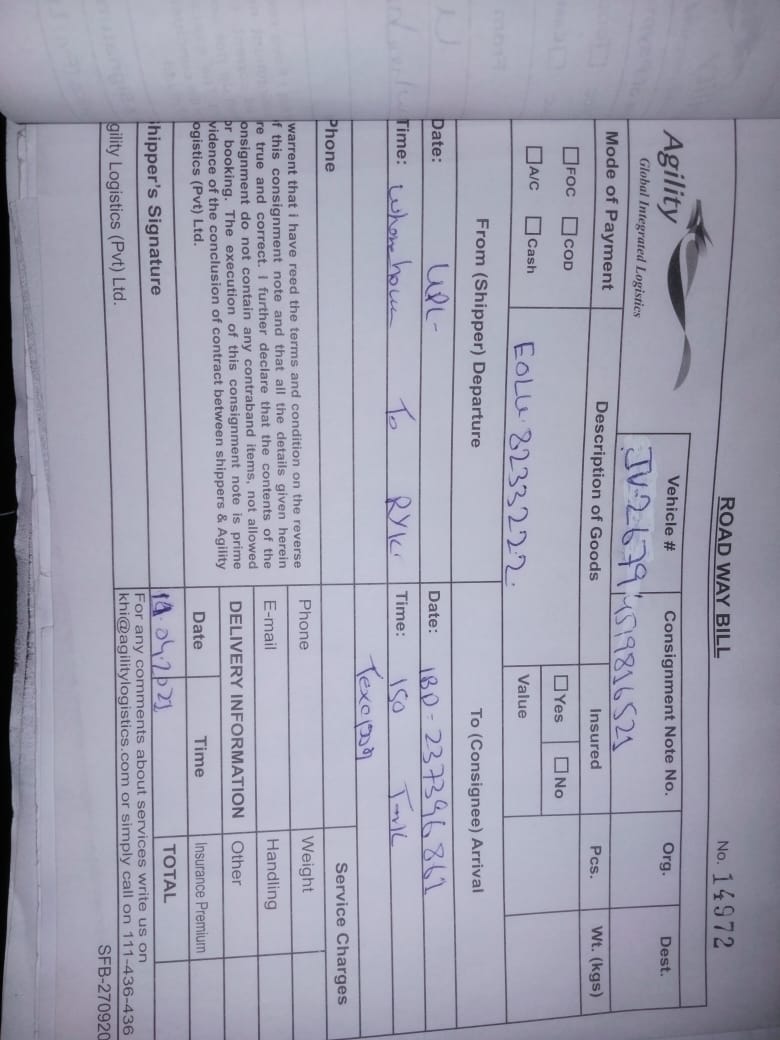 ROAD WAY BILL
No. 14972
Agility
Global Integrated Logistics
Vehicle #
Consignment Note No.
Org.
Dest.
JV-2679
4519816521
Mode of Payment
Description of Goods
Insured
Pcs.
Wt. (kgs)
FOC
COD
Yes
No
A/C
Cash
EOLU 8233222
Value
From (Shipper) Departure
To (Consignee) Arrival
Date:
UPL-
Date: IBD-237396861
Time:
To RYK
Time: ISO Tank
Phone
Service Charges
warrent that i have reed the terms and condition on the reverse
f this consignment note and that all the details given herein
re true and correct. I further declare that the contents of the
onsignment do not contain any contraband items, not allowed
or booking. The execution of this consignment note is prime
vidence of the conclusion of contract between shippers & Agility
ogistics (Pvt) Ltd.
Phone
Weight
E-mail
Handling
DELIVERY INFORMATION
Other
Date
Time
Insurance Premium
hipper's Signature
04.2021
TOTAL
gility Logistics (Pvt) Ltd.
For any comments about services write us on
khi@agilitylogistics.com or simply call on 111-436-436
SFB-270920